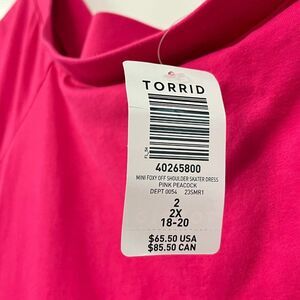 TORRID
FL_54
40265800
MINI FOXY OFF SHOULDER SKATER DRESS
PINK PEACOCK
DEPT 0054 23SMR1
2
2X
18-20
$65.50 USA
$85.50 CAN